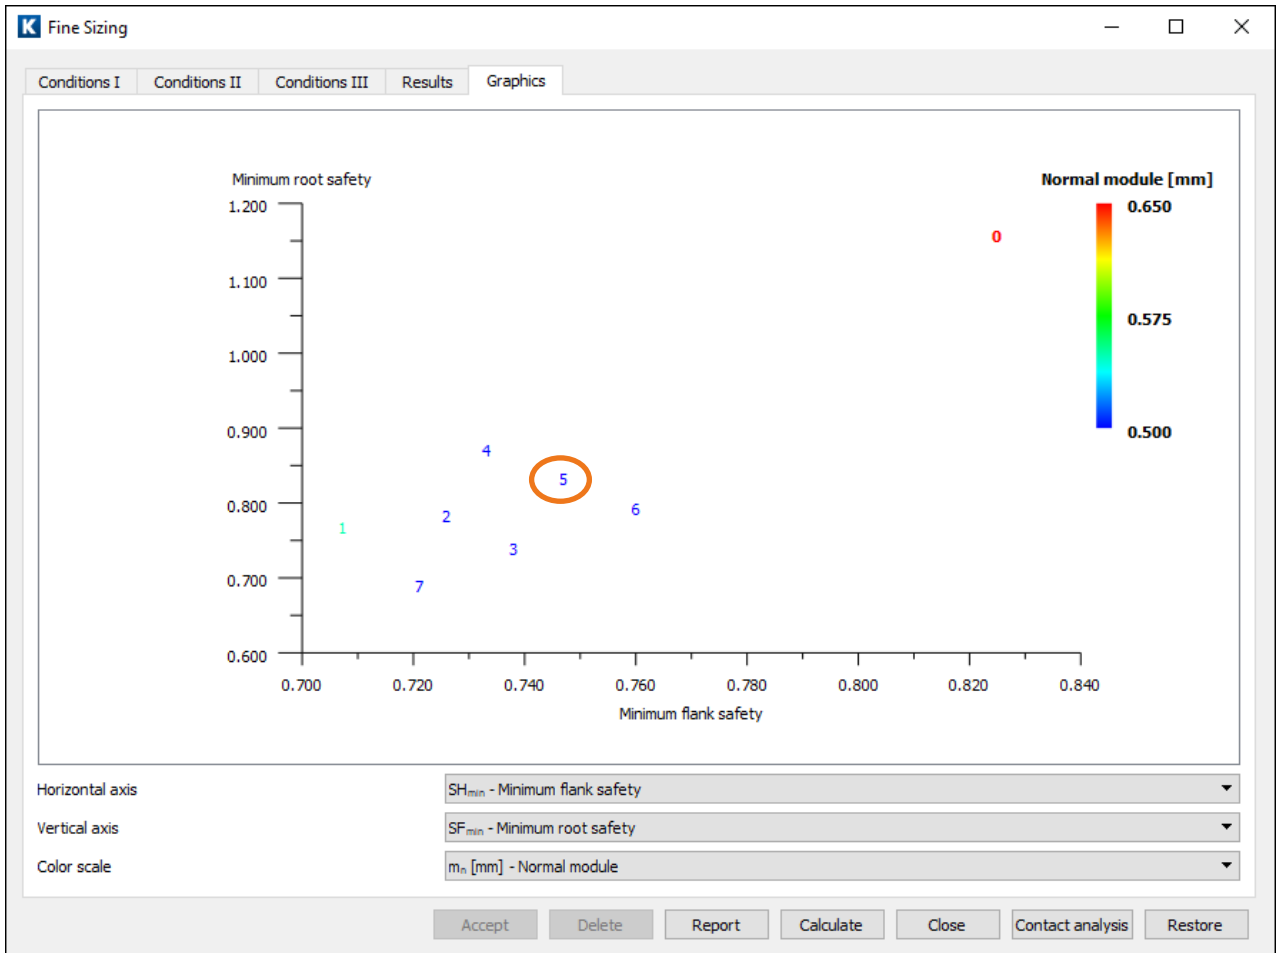 K Fine Sizing
Conditions I Conditions II Conditions III Results Graphics
Minimum root safety
Normal module [mm]
1.200
0.650
0
1.100
0.575
1.000
0.900
0.500
4
5
0.800
6
2
1
3
0.700
7
0.600
0.700 0.720 0.740 0.760 0.780 0.800 0.820 0.840
Minimum flank safety
Horizontal axis SHmin - Minimum flank safety
Vertical axis SFmin - Minimum root safety
Color scale mn [mm] - Normal module
Accept Delete Report Calculate Close Contact analysis Restore